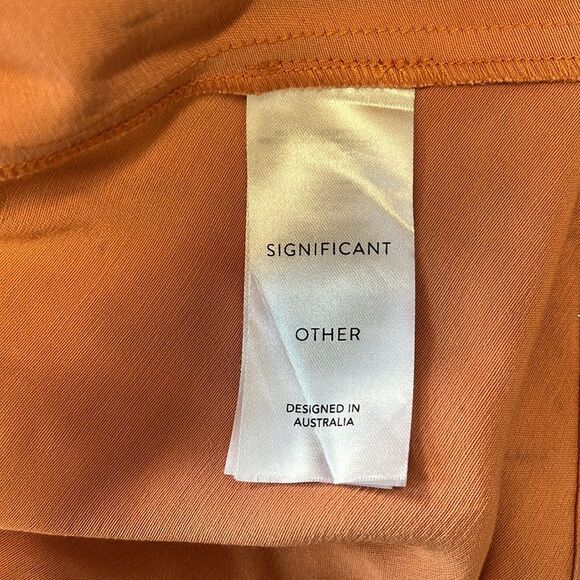 SIGNIFICANT
OTHER
DESIGNED IN
AUSTRALIA